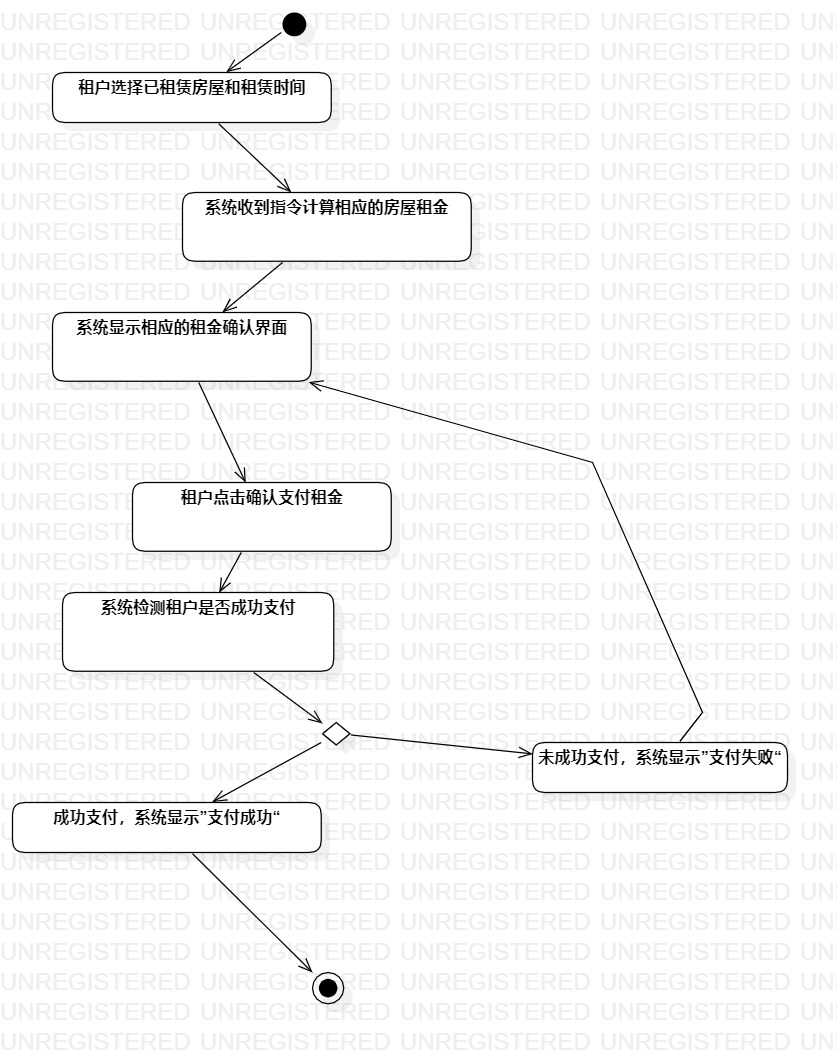 租户选择已租赁房屋和租赁时间
系统收到指令计算相应的房屋租金
系统显示相应的租金确认界面
租户点击确认支付租金
系统检测租户是否成功支付
未成功支付，系统显示”支付失败“
成功支付，系统显示”支付成功“
UNREGISTERED